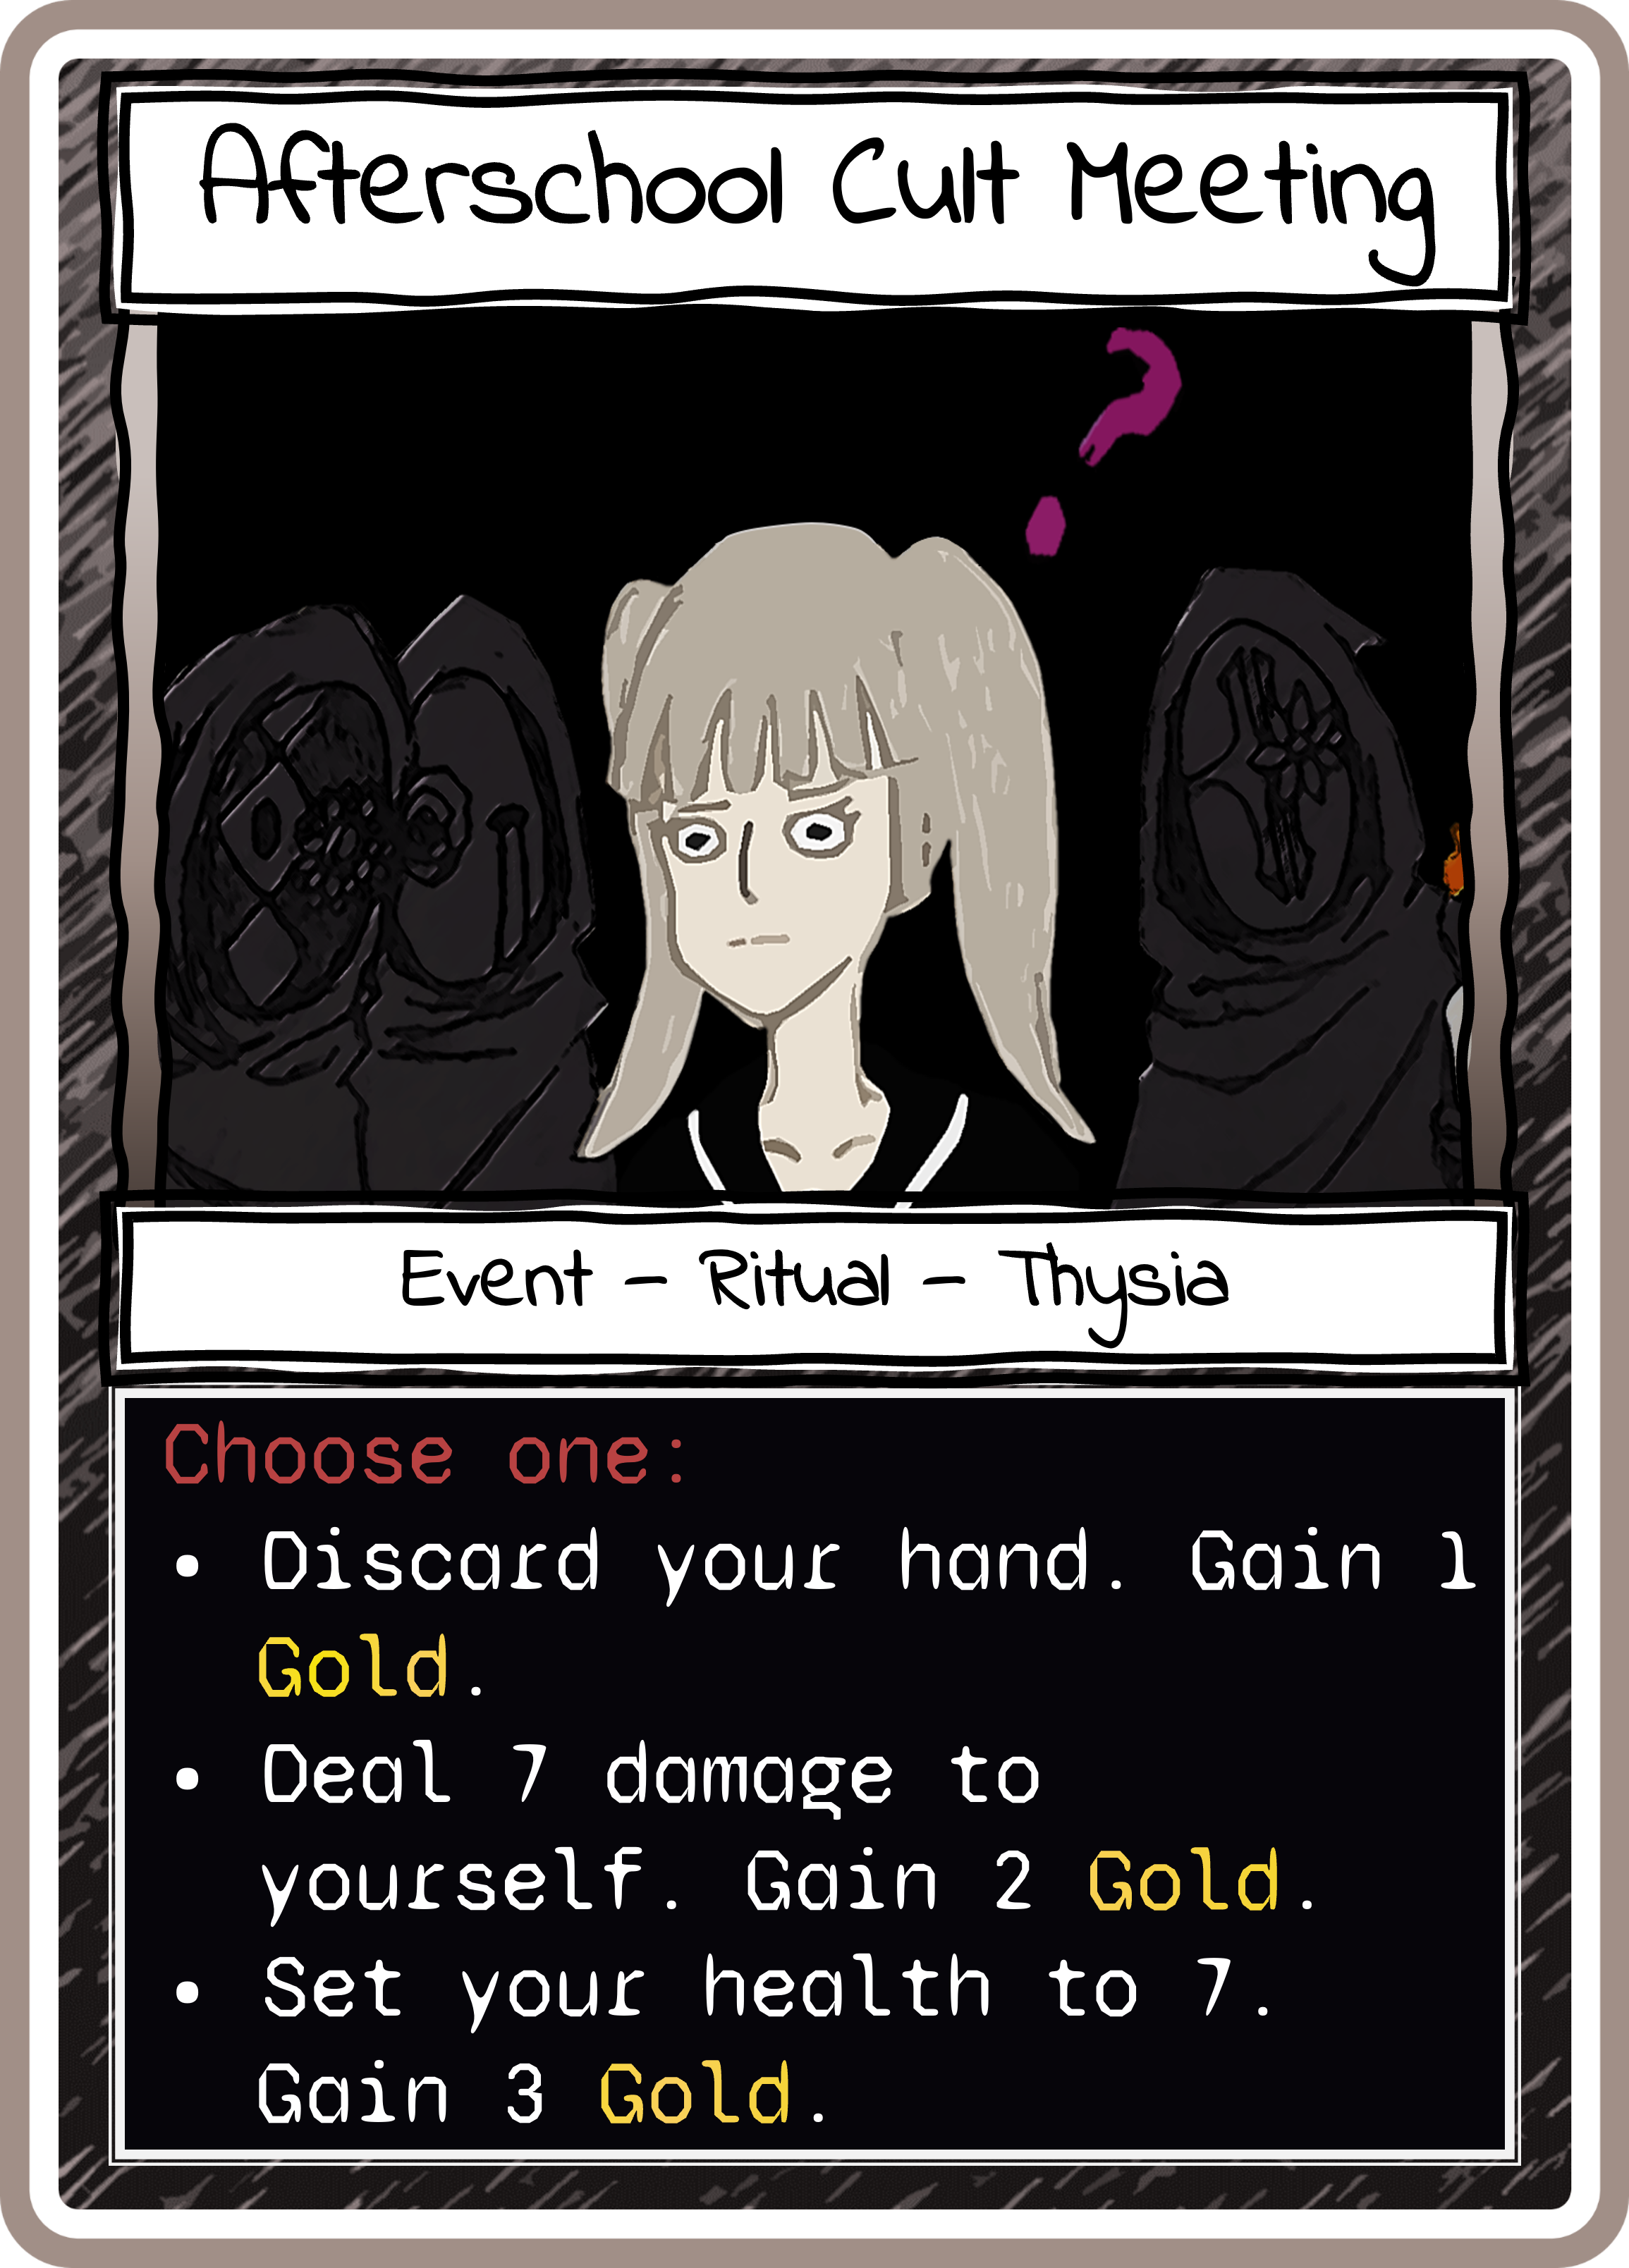 Afterschool Cult Meeting
?
Event – Ritual – Thysia
Choose one:
• Discard your hand. Gain 1
Gold.
• Deal 7 damage to
yourself. Gain 2 Gold.
• Set your health to 7.
Gain 3 Gold.